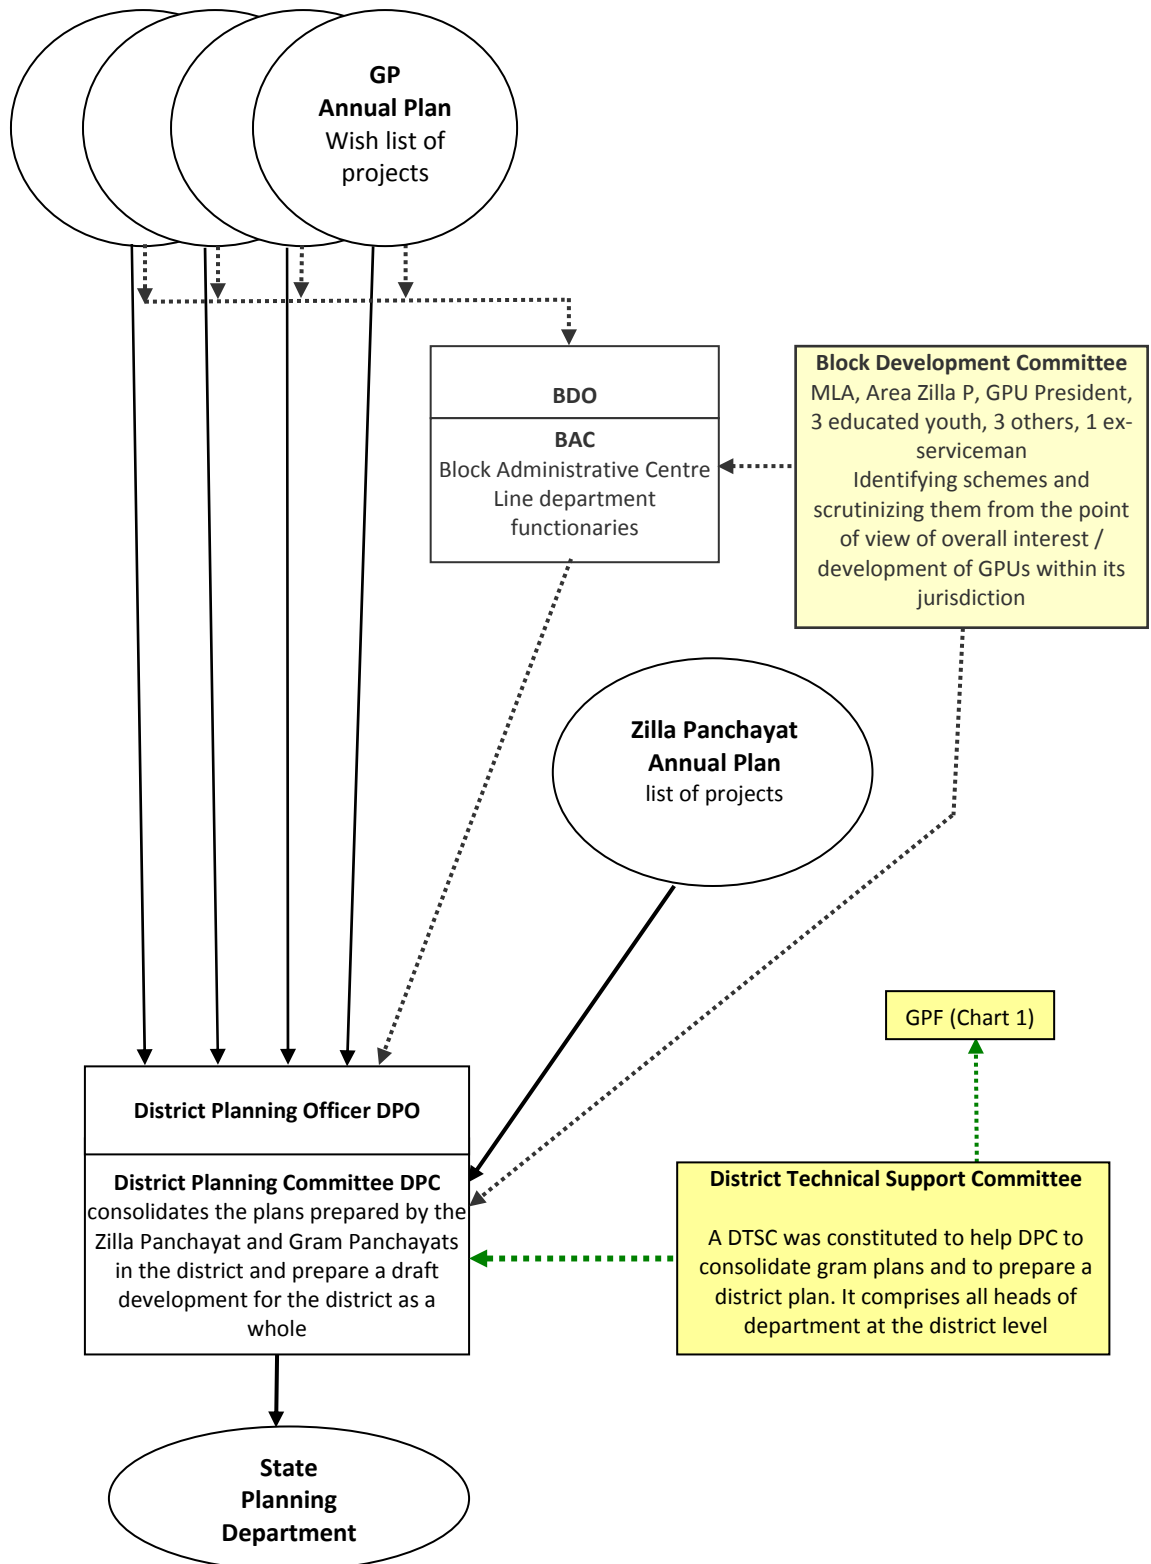 GP
Annual Plan
Wish list of
projects
BDO
BAC
Block Administrative Centre
Line department
functionaries
Block Development Committee
MLA, Area Zilla P, GPU President,
3 educated youth, 3 others, 1 ex-
serviceman
Identifying schemes and
scrutinizing them from the point
of view of overall interest /
development of GPUs within its
jurisdiction
Zilla Panchayat
Annual Plan
list of projects
GPF (Chart 1)
District Planning Officer DPO
District Planning Committee DPC
consolidates the plans prepared by the
Zilla Panchayat and Gram Panchayats
in the district and prepare a draft
development for the district as a
whole
District Technical Support Committee
A DTSC was constituted to help DPC to
consolidate gram plans and to prepare a
district plan. It comprises all heads of
department at the district level
State
Planning
Department